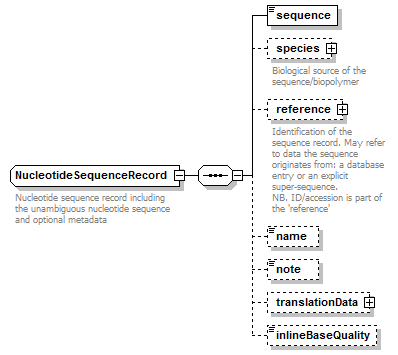 sequence
species
Biological source of the
sequence/biopolymer
reference
Identification of the
sequence record. May refer
to data the sequence
originates from: a database
entry or an explicit
super-sequence.
NB. ID/accession is part of
the 'reference'
NucleotideSequenceRecord
Nucleotide sequence record including
the unambiguous nucleotide sequence
and optional metadata
name
note
translationData
inlineBaseQuality